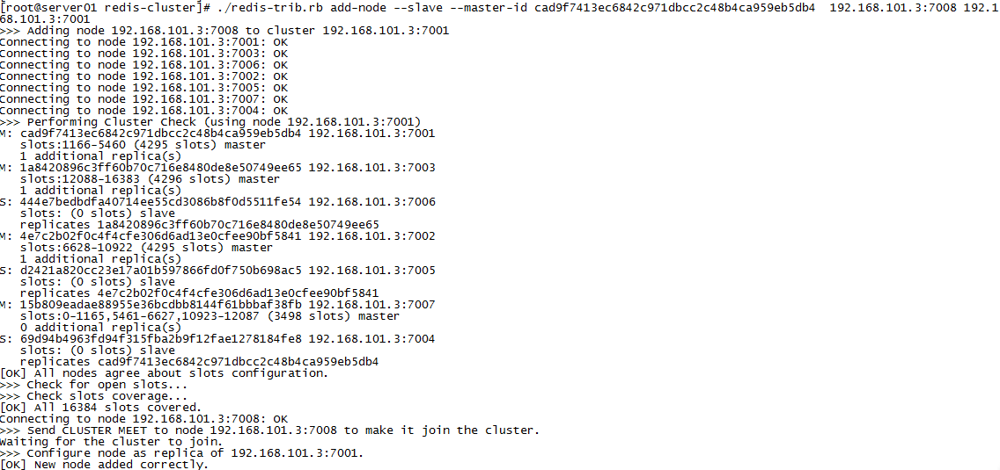 [root@server01 redis-cluster]# ./redis-trib.rb add-node --slave --master-id cad9f7413ec6842c971dbcc2c48b4ca959eb5db4  192.168.101.3:7008 192.1
68.101.3:7001
>>> Adding node 192.168.101.3:7008 to cluster 192.168.101.3:7001
Connecting to node 192.168.101.3:7001: OK
Connecting to node 192.168.101.3:7003: OK
Connecting to node 192.168.101.3:7006: OK
Connecting to node 192.168.101.3:7002: OK
Connecting to node 192.168.101.3:7005: OK
Connecting to node 192.168.101.3:7007: OK
Connecting to node 192.168.101.3:7004: OK
>>> Performing Cluster Check (using node 192.168.101.3:7001)
M: cad9f7413ec6842c971dbcc2c48b4ca959eb5db4 192.168.101.3:7001
   slots:1166-5460 (4295 slots) master
   1 additional replica(s)
M: 1a8420896c3ff60b70c716e8480de8e50749ee65 192.168.101.3:7003
   slots:12088-16383 (4296 slots) master
   1 additional replica(s)
S: 444e7bedbdfa40714ee55cd3086b8f0d5511fe54 192.168.101.3:7006
   slots: (0 slots) slave
   replicates 1a8420896c3ff60b70c716e8480de8e50749ee65
M: 4e7c2b02f0c4f4cfe306d6ad13e0cfee90bf5841 192.168.101.3:7002
   slots:6628-10922 (4295 slots) master
   1 additional replica(s)
S: d2421a820cc23e17a01b597866fd0f750b698ac5 192.168.101.3:7005
   slots: (0 slots) slave
   replicates 4e7c2b02f0c4f4cfe306d6ad13e0cfee90bf5841
M: 15b809eadae88955e36bcdbb8144f61bbbaf38fb 192.168.101.3:7007
   slots:0-1165,5461-6627,10923-12087 (3498 slots) master
   0 additional replica(s)
S: 69d94b4963fd94f315fba2b9f12fae1278184fe8 192.168.101.3:7004
   slots: (0 slots) slave
   replicates cad9f7413ec6842c971dbcc2c48b4ca959eb5db4
[OK] All nodes agree about slots configuration.
>>> Check for open slots...
>>> Check slots coverage...
[OK] All 16384 slots covered.
Connecting to node 192.168.101.3:7008: OK
>>> Send CLUSTER MEET to node 192.168.101.3:7008 to make it join the cluster.
Waiting for the cluster to join.
>>> Configure node as replica of 192.168.101.3:7001.
[OK] New node added correctly.